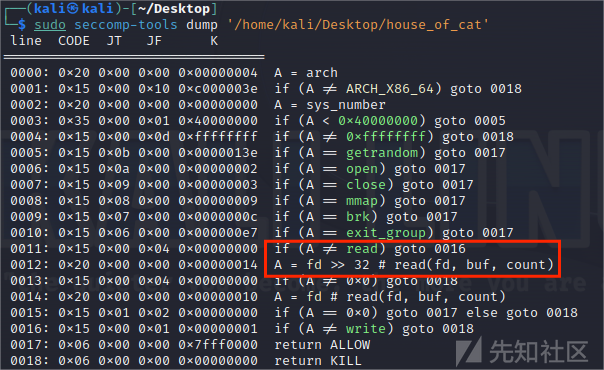 ┌──(kali㉿kali)-[~/Desktop]
└─$ sudo seccomp-tools dump '/home/kali/Desktop/house_of_cat'
line CODE JT JF K
=================================
0000: 0×20 0×00 0×00 0×00000004 A = arch
0001: 0×15 0×00 0×10 0×c000003e if (A ≠ ARCH_X86_64) goto 0018
0002: 0×20 0×00 0×00 0×00000000 A = sys_number
0003: 0×35 0×00 0×01 0×40000000 if (A < 0×40000000) goto 0005
0004: 0×15 0×00 0×0d 0×ffffffff if (A ≠ 0×ffffffff) goto 0018
0005: 0×15 0×0b 0×00 0×0000013e if (A == getrandom) goto 0017
0006: 0×15 0×0a 0×00 0×00000002 if (A == open) goto 0017
0007: 0×15 0×09 0×00 0×00000003 if (A == close) goto 0017
0008: 0×15 0×08 0×00 0×00000009 if (A == mmap) goto 0017
0009: 0×15 0×07 0×00 0×0000000c if (A == brk) goto 0017
0010: 0×15 0×06 0×00 0×000000e7 if (A == exit_group) goto 0017
0011: 0×15 0×00 0×04 0×00000000 if (A ≠ read) goto 0016
0012: 0×20 0×00 0×00 0×00000014 A = fd >> 32 # read(fd, buf, count)
0013: 0×15 0×00 0×04 0×00000000 if (A ≠ 0×0) goto 0018
0014: 0×20 0×00 0×00 0×00000010 A = fd # read(fd, buf, count)
0015: 0×15 0×01 0×02 0×00000000 if (A == 0×0) goto 0017 else goto 0018
0016: 0×15 0×00 0×01 0×00000001 if (A ≠ write) goto 0018
0017: 0×06 0×00 0×00 0×7fff0000 return ALLOW
0018: 0×06 0×00 0×00 0×00000000 return KILL
先知社区